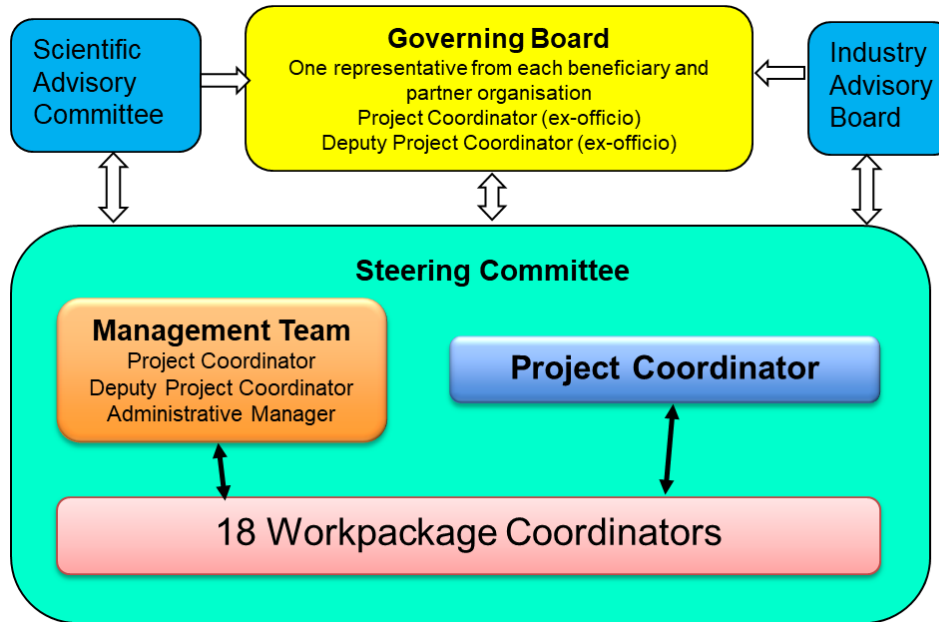 Scientific
Advisory
Committee
Governing Board
One representative from each beneficiary and
partner organisation
Project Coordinator (ex-officio)
Deputy Project Coordinator (ex-officio)
Industry
Advisory
Board
Steering Committee
Management Team
Project Coordinator
Deputy Project Coordinator
Administrative Manager
Project Coordinator
18 Workpackage Coordinators